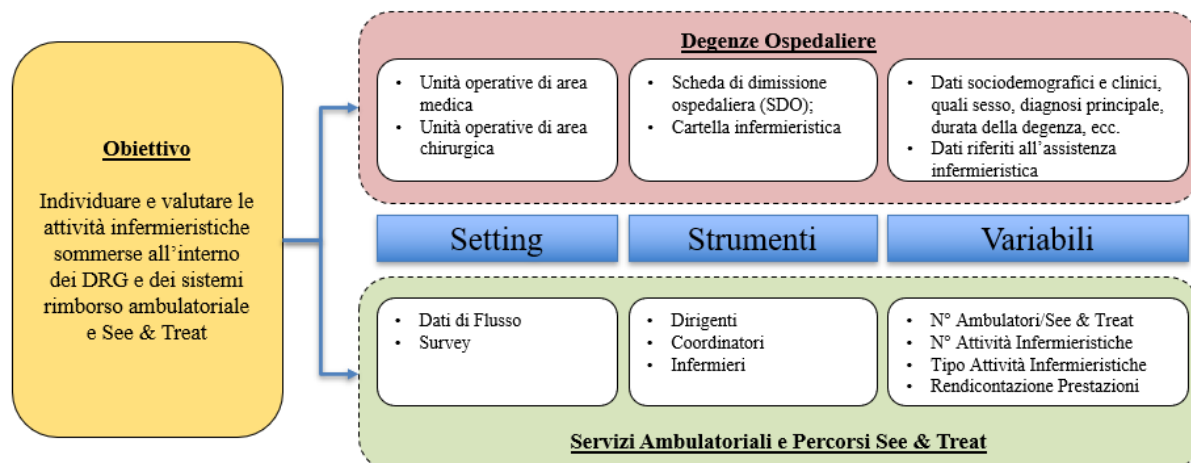 Obiettivo
Individuare e valutare le
attività infermieristiche
sommerse all'interno
dei DRG e dei sistemi
rimborso ambulatoriale
e See & Treat
Degenze Ospedaliere
• Unità operative di area
medica
• Unità operative di area
chirurgica
• Scheda di dimissione
ospedaliera (SDO);
• Cartella infermieristica
• Dati sociodemografici e clinici,
quali sesso, diagnosi principale,
durata della degenza, ecc.
• Dati riferiti all'assistenza
infermieristica
Setting
Strumenti
Variabili
• Dati di Flusso
• Survey
• Dirigenti
• Coordinatori
• Infermieri
• N° Ambulatori/See & Treat
• N° Attività Infermieristiche
• Tipo Attività Infermieristiche
• Rendicontazione Prestazioni
Servizi Ambulatoriali e Percorsi See & Treat